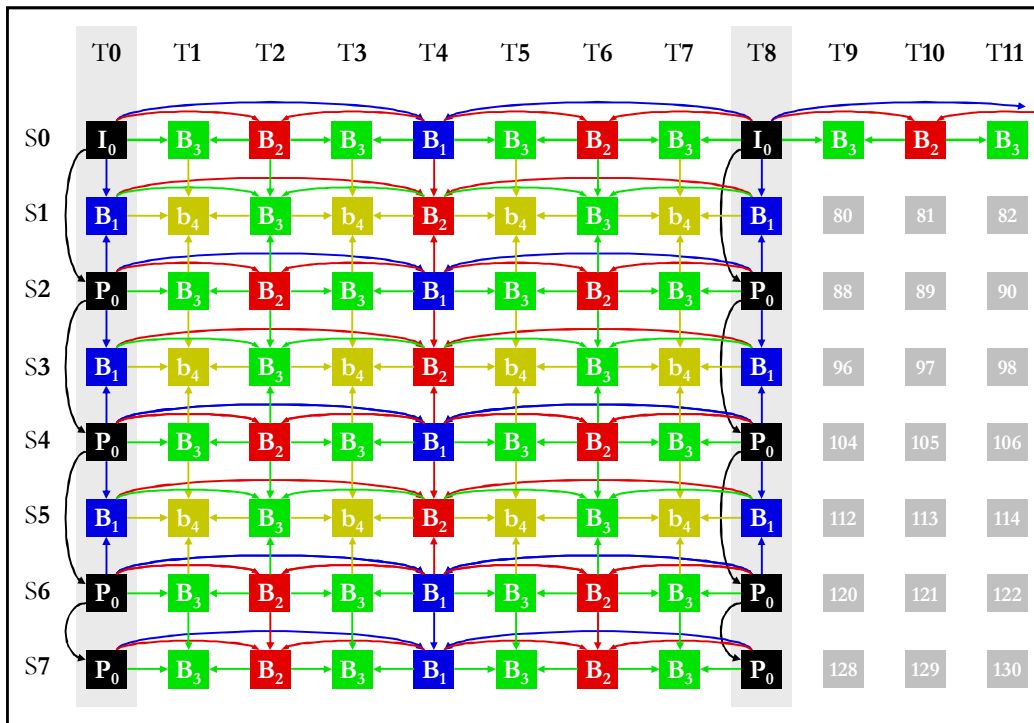 T0 T1 T2 T3 T4 T5 T6 T7 T8 T9 T10 T11
S0 I0 B3 B2 B3 B1 B3 B2 B3 I0 B3 B2 B3
S1 B1 b4 B3 b4 B2 b4 B3 b4 B1 80 81 82
S2 P0 B3 B2 B3 B1 B3 B2 B3 P0 88 89 90
S3 B1 b4 B3 b4 B2 b4 B3 b4 B1 96 97 98
S4 P0 B3 B2 B3 B1 B3 B2 B3 P0 104 105 106
S5 B1 b4 B3 b4 B2 b4 B3 b4 B1 112 113 114
S6 P0 B3 B2 B3 B1 B3 B2 B3 P0 120 121 122
S7 P0 B3 B2 B3 B1 B3 B2 B3 P0 128 129 130